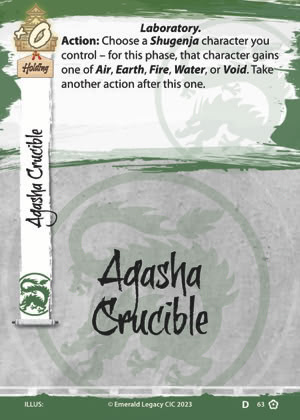 Laboratory.
+0
Action: Choose a Shugenja character you
control – for this phase, that character gains
one of Air, Earth, Fire, Water, or Void. Take
another action after this one.
Holding
Agasha Crucible
Agasha
Crucible
ILLUS:
© Emerald Legacy CIC 2023
D
63